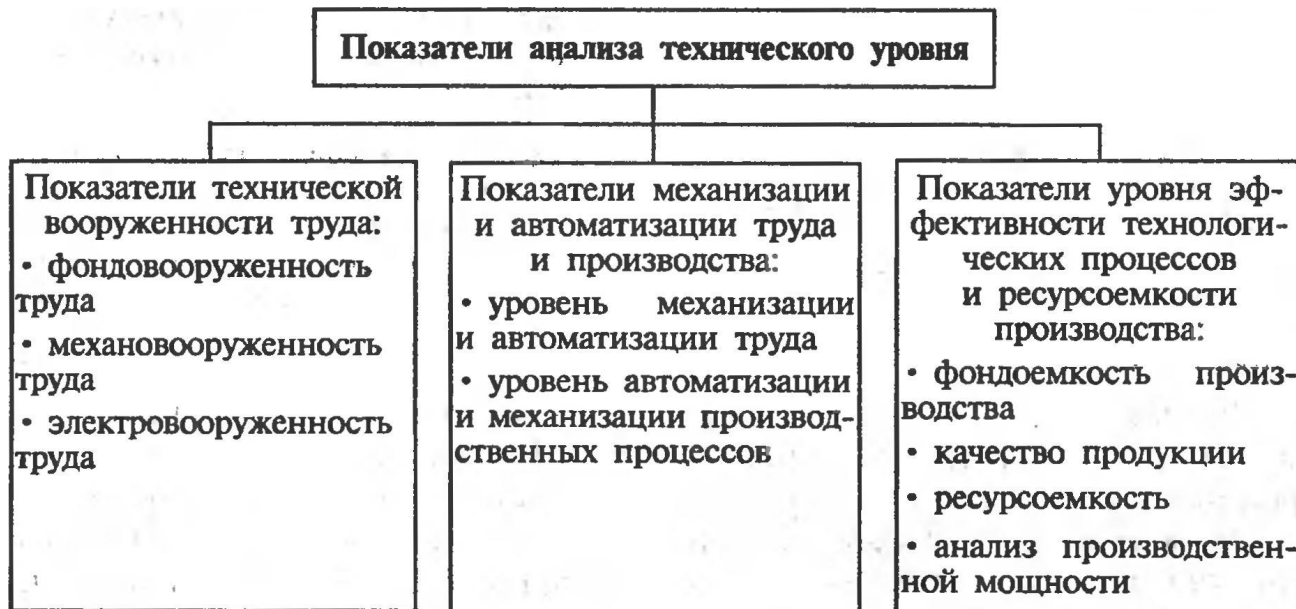 Показатели анализа технического уровня
Показатели технической
вооруженности труда:
• фондовооруженность
труда
• механовооруженность
труда
• электровооруженность
труда
Показатели механизации
и автоматизации труда
и производства:
• уровень механизации
и автоматизации труда
• уровень автоматизации
и механизации производ-
ственных процессов
Показатели уровня эф-
фективности технологи-
ческих процессов
и ресурсоемкости
производства:
• фондоемкость произ-
водства
• качество продукции
• ресурсоемкость
• анализ производствен-
ной мощности